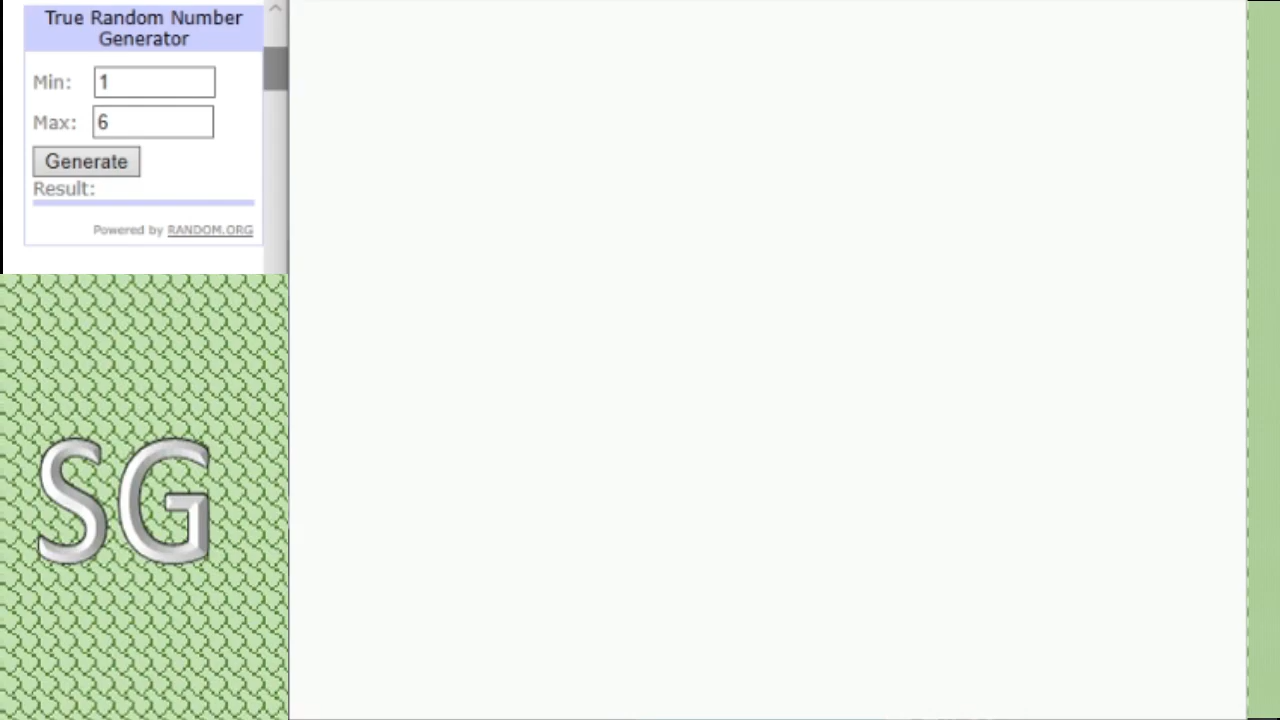 True Random Number
Generator
Min: 1
Max: 6
Generate
Result:
Powered by RANDOM.ORG
SG